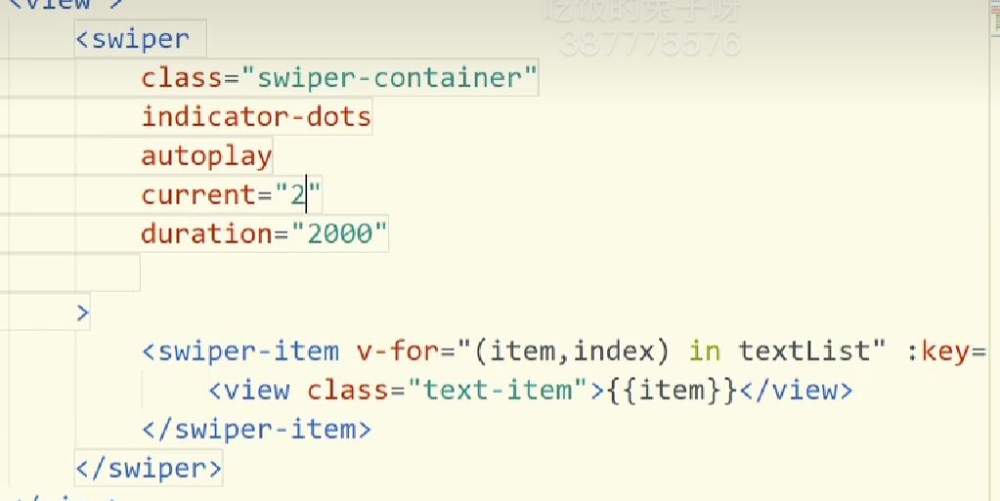 <view >
吃饭的兔子呀
387775576
<swiper
class="swiper-container"
indicator-dots
autoplay
current="2"
duration="2000"
>
<swiper-item v-for="(item,index) in textList" :key=
<view class="text-item">{{item}}</view>
</swiper-item>
</swiper>